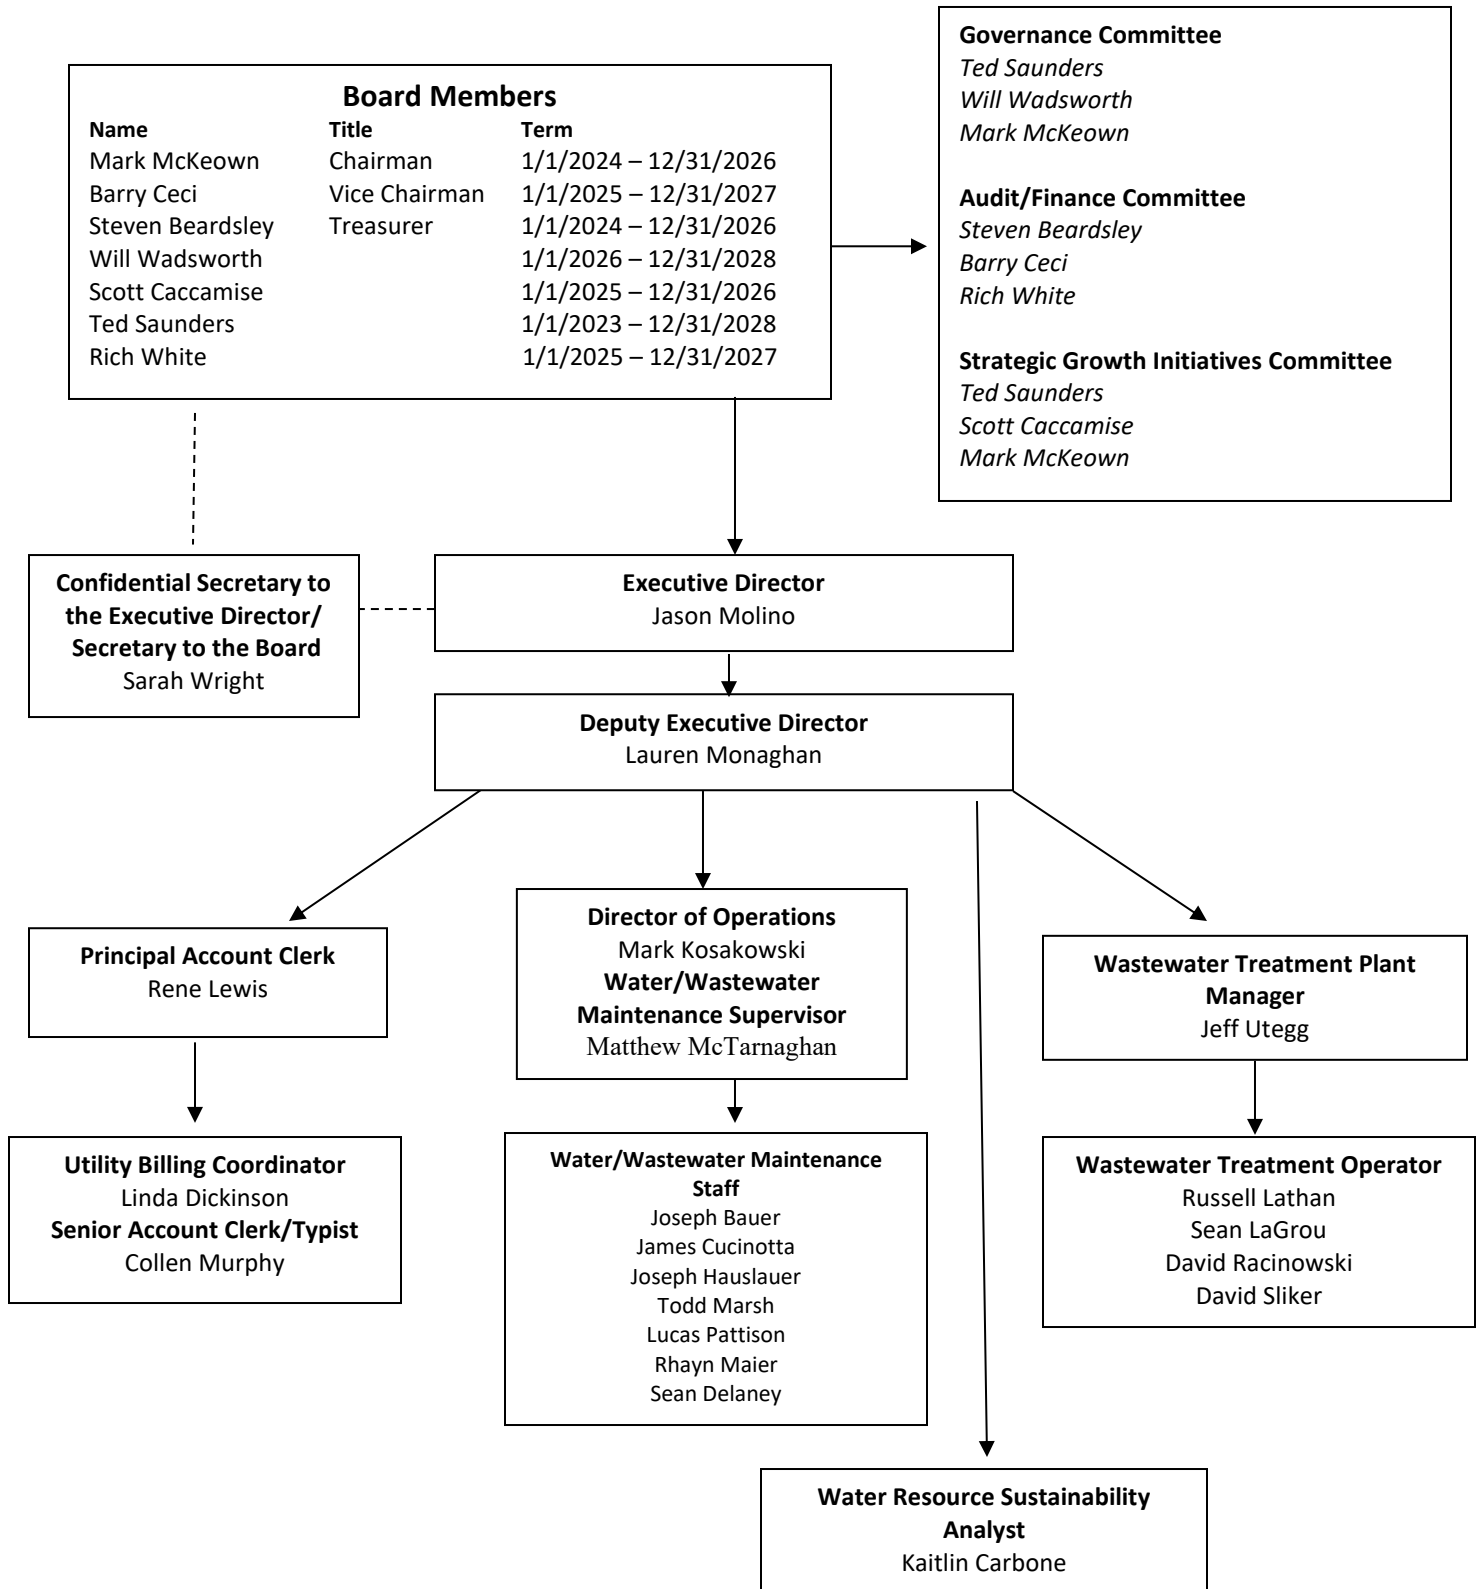 Board Members
Name Title Term
Mark McKeown Chairman 1/1/2024 – 12/31/2026
Barry Ceci Vice Chairman 1/1/2025 – 12/31/2027
Steven Beardsley Treasurer 1/1/2024 – 12/31/2026
Will Wadsworth 1/1/2026 – 12/31/2028
Scott Caccamise 1/1/2025 – 12/31/2026
Ted Saunders 1/1/2023 – 12/31/2028
Rich White 1/1/2025 – 12/31/2027
Governance Committee
Ted Saunders
Will Wadsworth
Mark McKeown
Audit/Finance Committee
Steven Beardsley
Barry Ceci
Rich White
Strategic Growth Initiatives Committee
Ted Saunders
Scott Caccamise
Mark McKeown
Confidential Secretary to
the Executive Director/
Secretary to the Board
Sarah Wright
Executive Director
Jason Molino
Deputy Executive Director
Lauren Monaghan
Principal Account Clerk
Rene Lewis
Director of Operations
Mark Kosakowski
Water/Wastewater
Maintenance Supervisor
Matthew McTarnaghan
Wastewater Treatment Plant
Manager
Jeff Utegg
Utility Billing Coordinator
Linda Dickinson
Senior Account Clerk/Typist
Collen Murphy
Water/Wastewater Maintenance
Staff
Joseph Bauer
James Cucinotta
Joseph Hauslauer
Todd Marsh
Lucas Pattison
Rhayn Maier
Sean Delaney
Wastewater Treatment Operator
Russell Lathan
Sean LaGrou
David Racinowski
David Sliker
Water Resource Sustainability
Analyst
Kaitlin Carbone